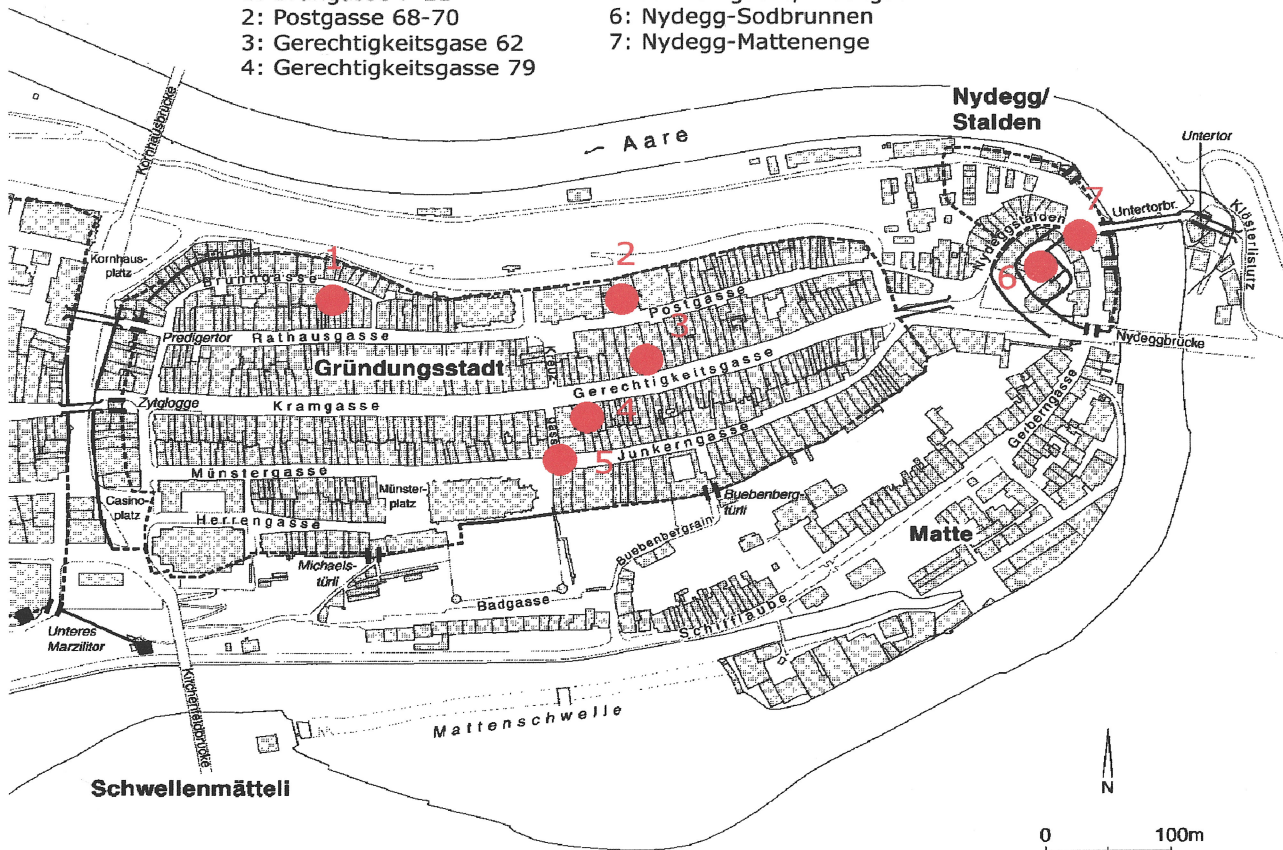 2: Postgasse 68-70
3: Gerechtigkeitsgase 62
4: Gerechtigkeitsgasse 79
6: Nydegg-Sodbrunnen
7: Nydegg-Mattenenge
Nydegg/
Stalden
Kornhausbrücke
Aare
Untertor
7
Untertorbr.
Klösterlistutz
Kornhaus-
platz
1
2
Nydeggstalden
6
Brunngasse
Postgasse
3
Predigertor
Rathausgasse
Nydeggbrücke
Kreuz-
gasse
Gründungsstadt
Gerechtigkeitsgasse
Zytglogge
Kramgasse
4
Gerberngasse
Junkerngasse
5
Münstergasse
Münster-
platz
Casino-
platz
Buebenberg-
türli
Herrengasse
Buebenbergrain
Matte
Michaels-
türli
Badgasse
Schifflaube
Unteres
Marzilitor
Kirchenfeldbrücke
Mattenschwelle
Schwellenmätteli
N
0 100m